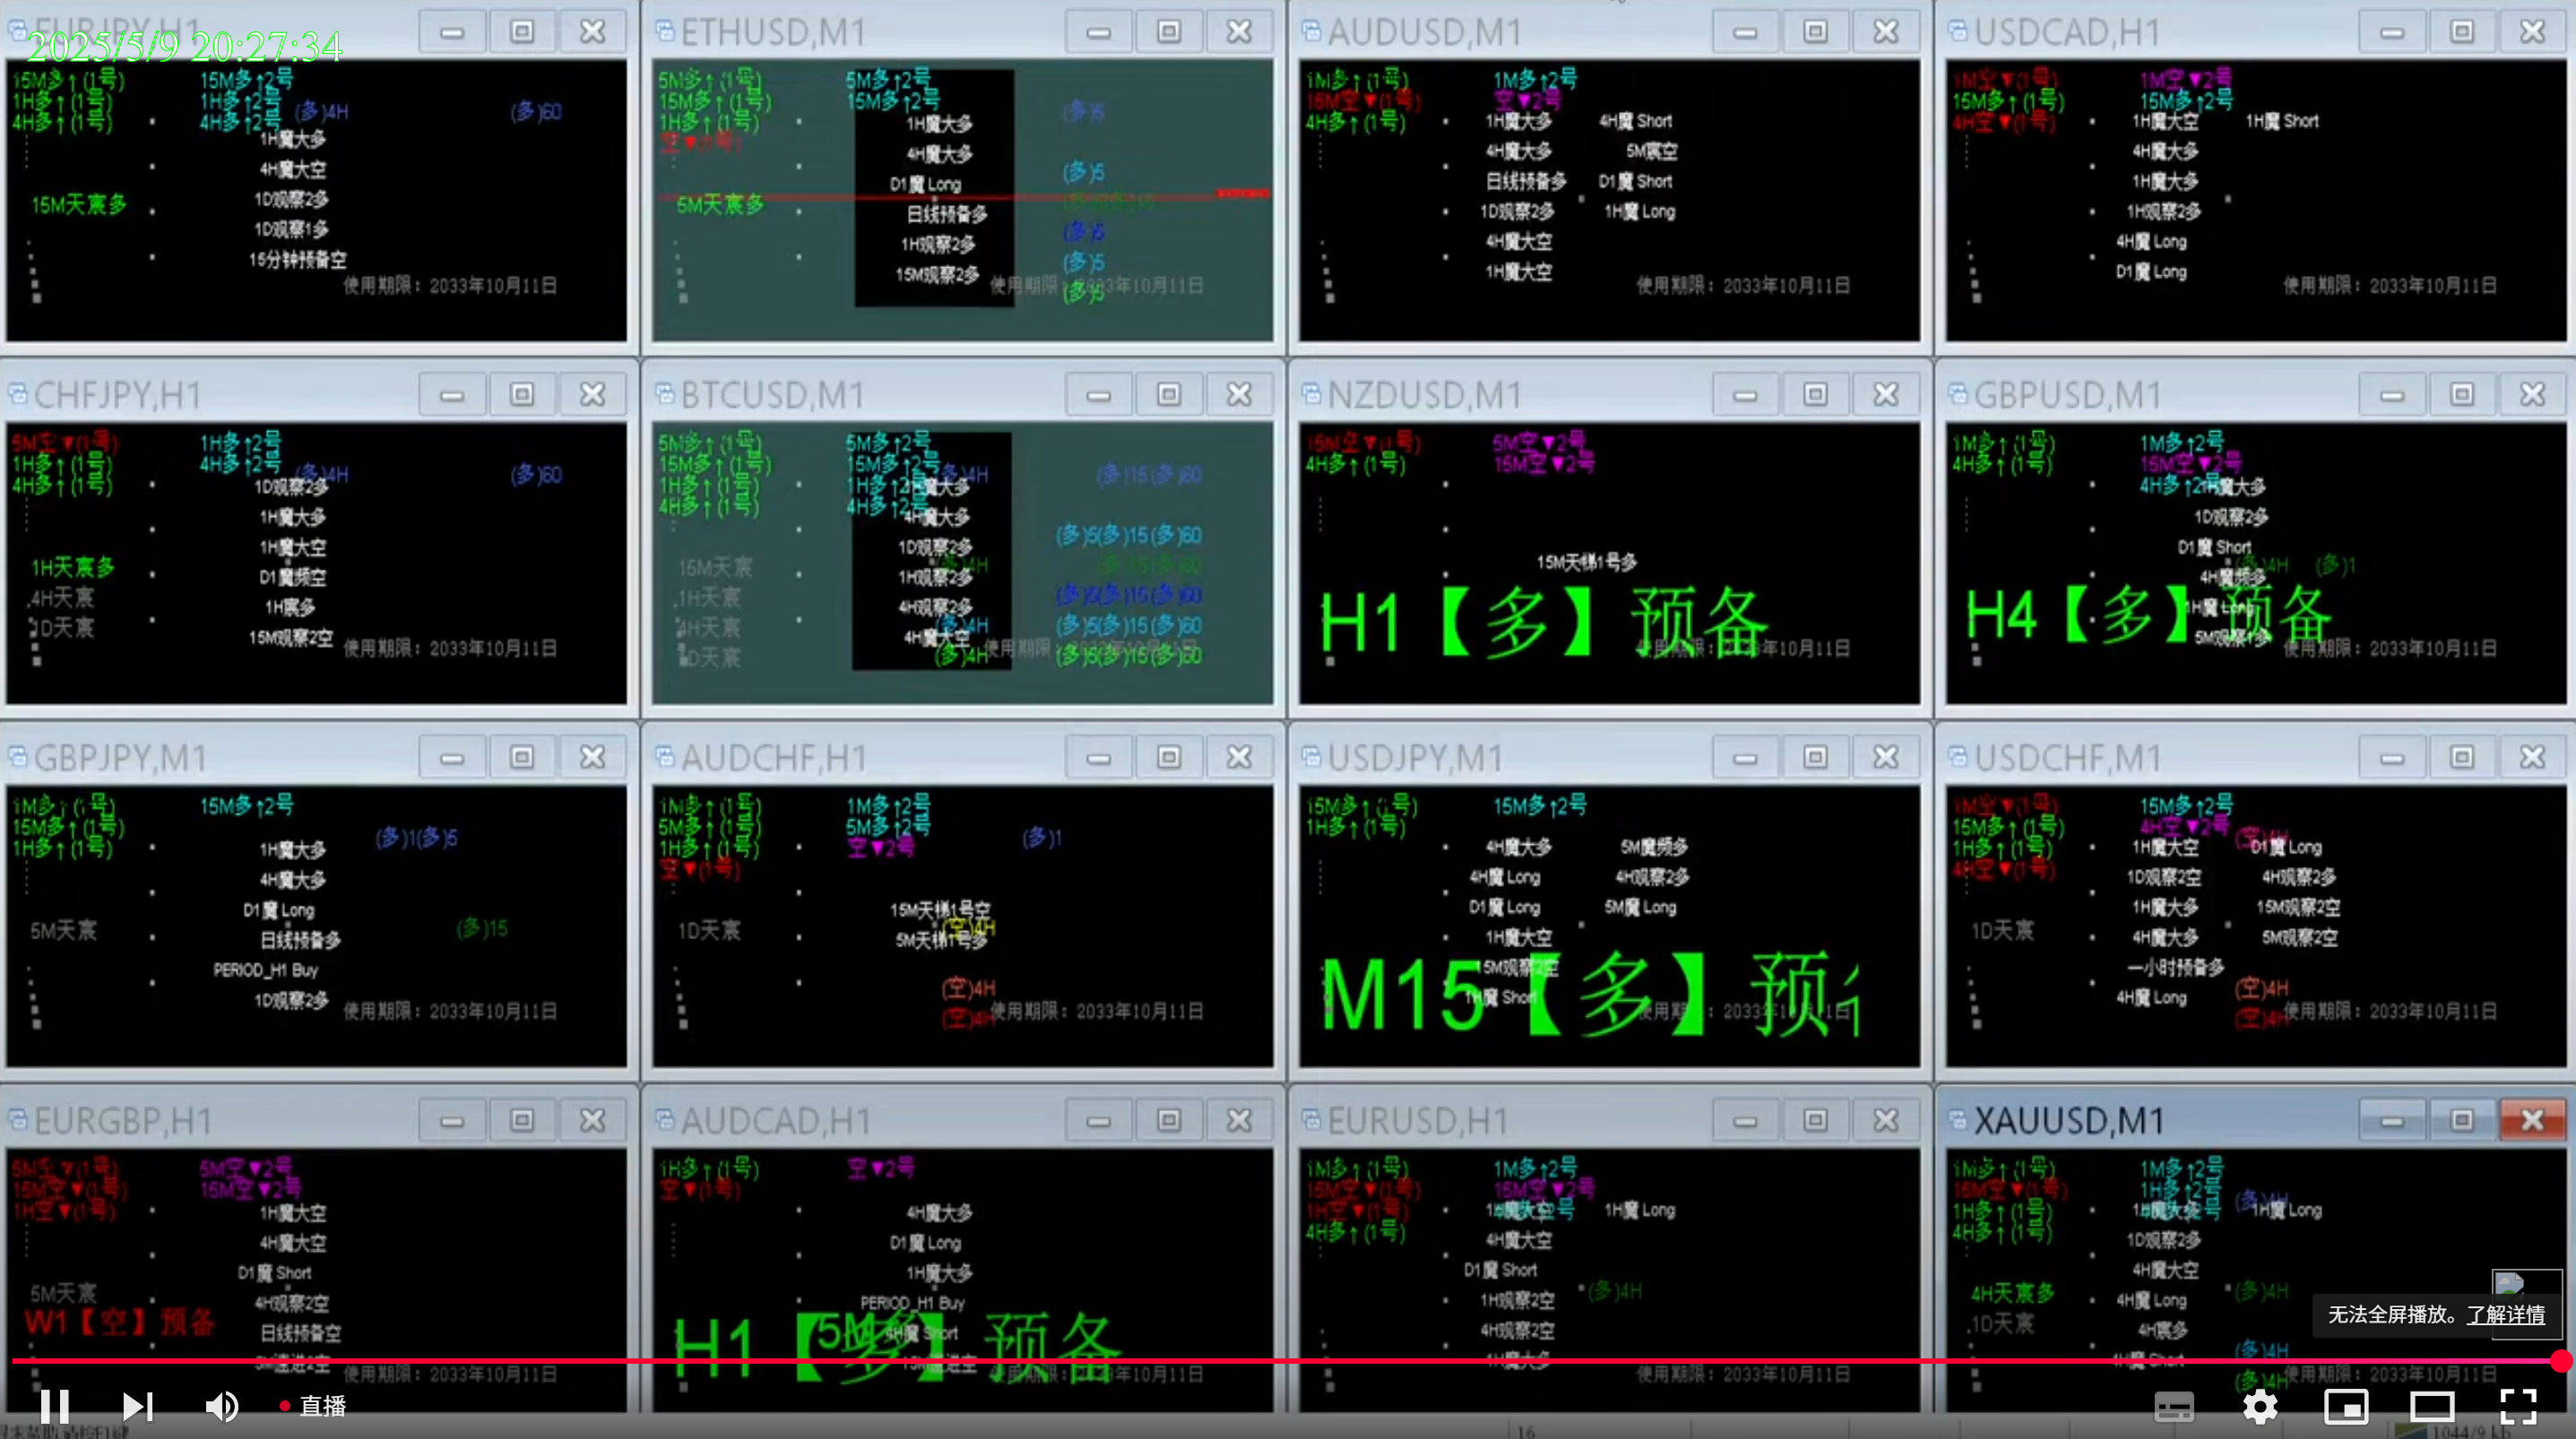 EURJPY,H1
2025/5/9 20:27:34
15M多↑(1号) 15M多↑2号
1H多↑(1号) 1H多↑2号 (多)4H (多)60
4H多↑(1号) 4H多↑2号
1H魔大多
4H魔大空
1D观察2多
15M天宸多
1D观察1多
15分钟预备空
使用期限：2033年10月11日
ETHUSD,M1
5M多↑(1号) 5M多↑2号
15M多↑(1号) 15M多↑2号 (多)5
1H多↑(1号) 1H魔大多
空▼(1号) 4H魔大多
(多)5
D1魔 Long
5M天宸多 日线预备多
(多)5
1H观察2多
(多)5
15M观察2多
使用期限：2033年10月11日
(多)5
AUDUSD,M1
1M多↑(1号) 1M多↑2号
15M空▼(1号) 空▼2号
4H多↑(1号) 1H魔大多 4H魔 Short
4H魔大多 5M宸空
日线预备多 D1魔 Short
1D观察2多 1H魔 Long
4H魔大空
1H魔大空
使用期限：2033年10月11日
USDCAD,H1
1M空▼(1号) 1M空▼2号
15M多↑(1号) 15M多↑2号
4H空▼(1号) 1H魔大空 1H魔 Short
4H魔大多
1H魔大多
1H观察2多
4H魔 Long
D1魔 Long
使用期限：2033年10月11日
CHFJPY,H1
5M空▼(1号) 1H多↑2号
1H多↑(1号) 4H多↑2号 (多)4H (多)60
4H多↑(1号) 1D观察2多
1H魔大多
1H魔大空
1H天宸多 D1魔频空
4H天宸 1H宸多
1D天宸 15M观察2空
使用期限：2033年10月11日
BTCUSD,M1
5M多↑(1号) 5M多↑2号
15M多↑(1号) 15M多↑2号 (多)4H (多)15(多)60
1H多↑(1号) 1H多↑2号 1H魔大多
4H多↑(1号) 4H多↑2号 4H魔大多
(多)5(多)15(多)60
1D观察2多
15M天宸 (多)4H (多)15(多)60
1H观察2多
1H天宸 (多)5(多)15(多)60
4H观察2多
4H天宸 (多)4H (多)5(多)15(多)60
4H魔大空
1D天宸 (多)4H (多)5(多)15(多)60
NZDUSD,M1
15M空▼(1号) 5M空▼2号
4H多↑(1号) 15M空▼2号
15M天梯1号多
H1【多】预备
使用期限：2033年10月11日
GBPUSD,M1
1M多↑(1号) 1M多↑2号
4H多↑(1号) 15M空▼2号
4H多↑2号 1H魔大多
1D观察2多
D1魔 Short
(多)4H (多)1
4H魔频多
1H魔 Long
H4【多】预备
5M观察1多
使用期限：2033年10月11日
GBPJPY,M1
1M多↑(1号) 15M多↑2号
15M多↑(1号) (多)1(多)5
1H多↑(1号) 1H魔大多
4H魔大多
D1魔 Long
5M天宸 (多)15
日线预备多
PERIOD_H1 Buy
1D观察2多
使用期限：2033年10月11日
AUDCHF,H1
1M多↑(1号) 1M多↑2号
5M多↑(1号) 5M多↑2号 (多)1
1H多↑(1号) 空▼2号
空▼(1号)
15M天梯1号空
1D天宸 (空)4H
5M天梯1号多
(空)4H
(空)4H
使用期限：2033年10月11日
USDJPY,M1
15M多↑(1号) 15M多↑2号
1H多↑(1号)
4H魔大多 5M魔频多
4H魔 Long 4H观察2多
D1魔 Long 5M魔 Long
1H魔大空
15M观察2空
1H魔 Short
M15【多】预
USDCHF,M1
1M空▼(1号) 15M多↑2号
15M多↑(1号) 4H空▼2号 (空)4H
1H多↑(1号) 1H魔大空 D1魔 Long
4H空▼(1号) 1D观察2空 4H观察2多
1H魔大多 15M观察2空
1D天宸 4H魔大多 5M观察2空
一小时预备多
4H魔 Long (空)4H
(空)4H
使用期限：2033年10月11日
EURGBP,H1
5M空▼(1号) 5M空▼2号
15M空▼(1号) 15M空▼2号
1H空▼(1号) 1H魔大空
4H魔大空
D1魔 Short
5M天宸 4H观察2空
W1【空】预备 日线预备空
使用期限：2033年10月11日
AUDCAD,H1
1H多↑(1号) 空▼2号
空▼(1号)
4H魔大多
D1魔 Long
1H魔大多
PERIOD_H1 Buy
4H魔 Short
H1【多】预备
EURUSD,H1
1M多↑(1号) 1M多↑2号
15M空▼(1号) 15M空▼2号
1H空▼(1号) 1H魔 Long
4H多↑(1号) 4H魔大空
D1魔 Short
1H观察2空 (多)4H
4H观察2空
1H魔大多
使用期限：2033年10月11日
XAUUSD,M1
1M多↑(1号) 1M多↑2号
15M空▼(1号) 1H多↑2号 (多)4H
1H多↑(1号) 1H魔 Long
4H多↑(1号) 1D观察2多
4H魔大空
4H天宸多 4H魔 Long (多)4H
1D天宸 4H宸多
(多)4H
4H魔 Short
(多)4H
使用期限：2033年10月11日
无法全屏播放。了解详情
直播
16